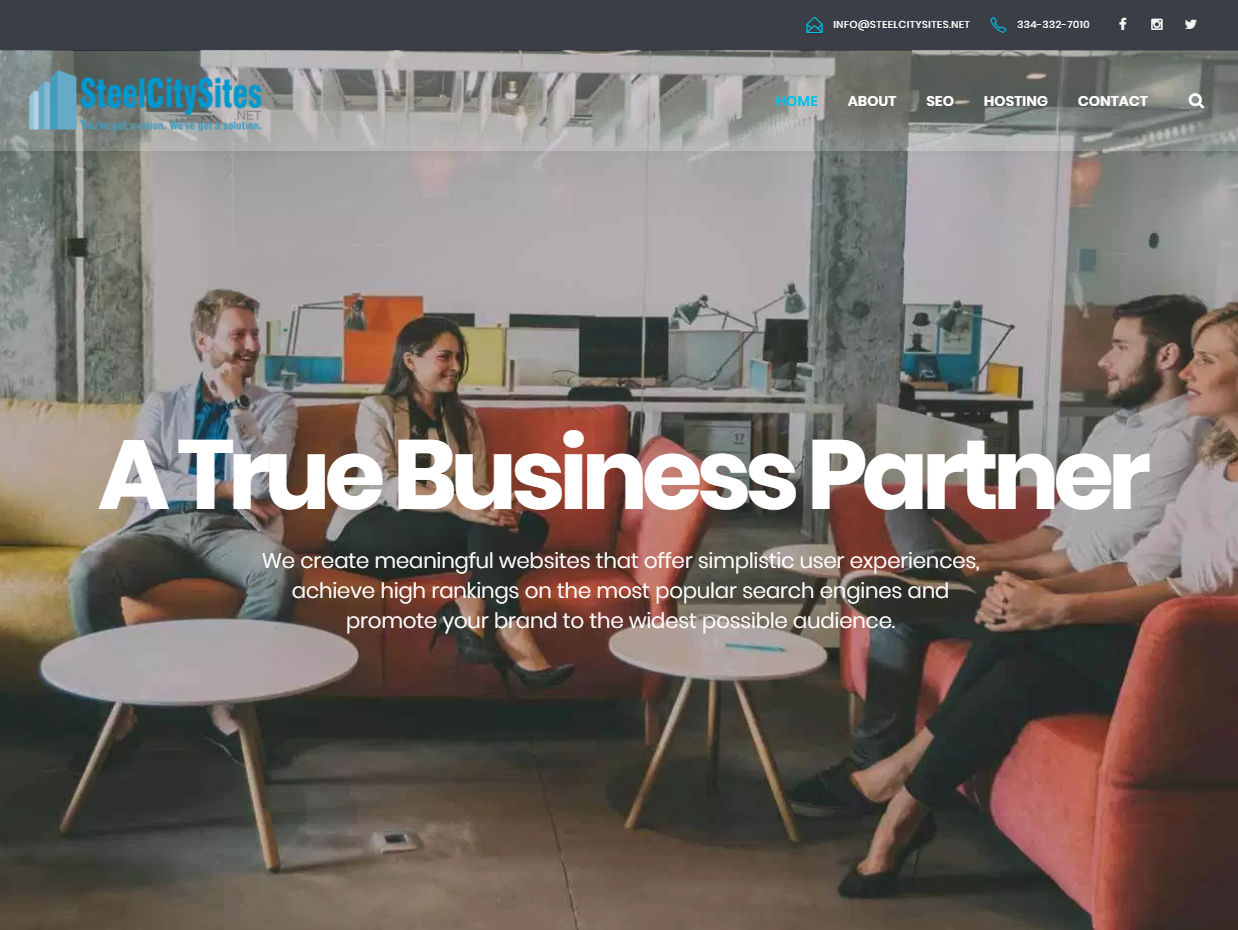 INFO@STEELCITYSITES.NET
334-332-7010
SteelCitySites
.NET
You've got a vision. We've got a solution.
HOME
ABOUT
SEO
HOSTING
CONTACT
17
A True Business Partner
We create meaningful websites that offer simplistic user experiences,
achieve high rankings on the most popular search engines and
promote your brand to the widest possible audience.